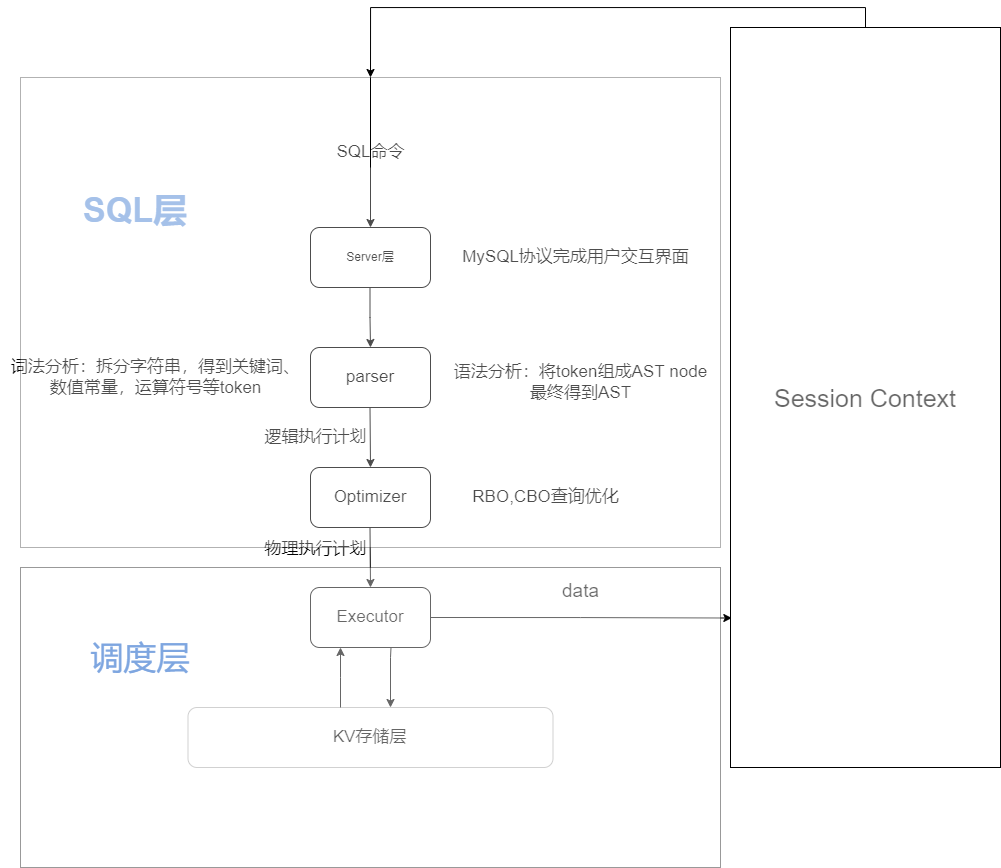 SQL命令
SQL层
Server层
MySQL协议完成用户交互界面
词法分析：拆分字符串，得到关键词、
数值常量，运算符号等token
parser
语法分析：将token组成AST node
最终得到AST
Session Context
逻辑执行计划
Optimizer
RBO,CBO查询优化
物理执行计划
data
Executor
调度层
KV存储层